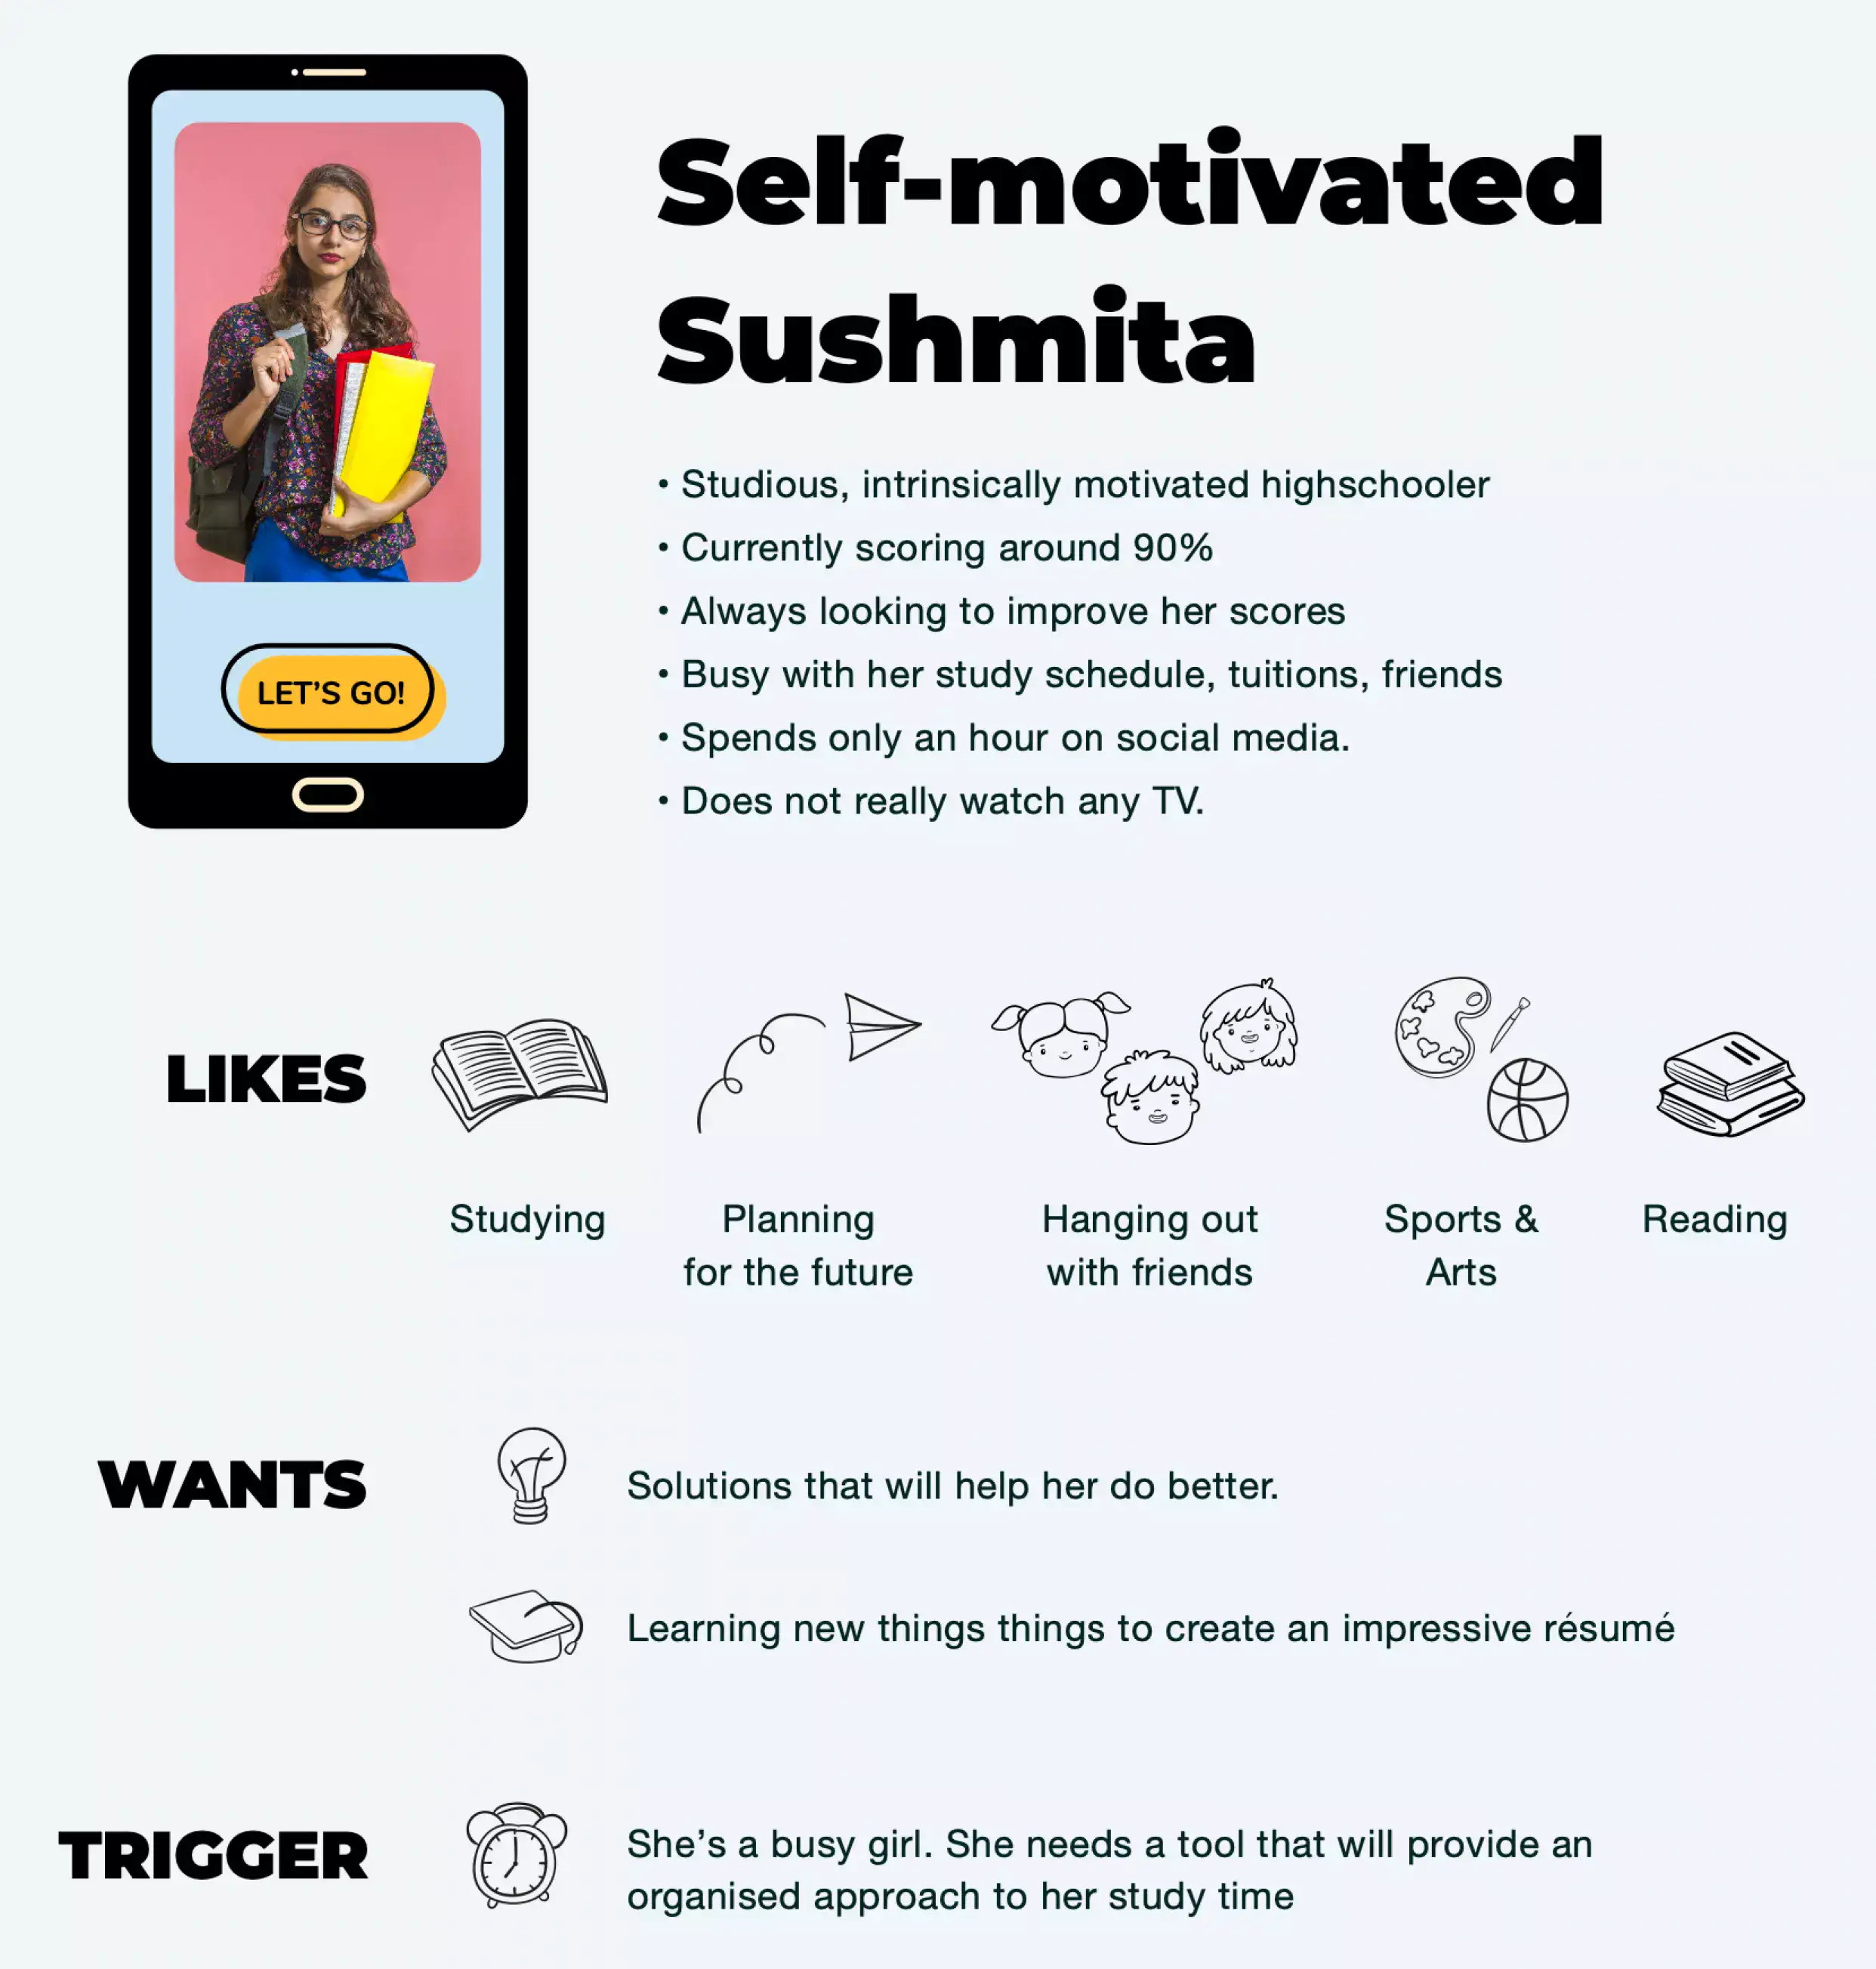 Self-motivated
Sushmita
• Studious, intrinsically motivated highschooler
• Currently scoring around 90%
• Always looking to improve her scores
• Busy with her study schedule, tuitions, friends
• Spends only an hour on social media.
• Does not really watch any TV.
LET’S GO!
LIKES
Studying
Planning
for the future
Hanging out
with friends
Sports &
Arts
Reading
WANTS
Solutions that will help her do better.
Learning new things things to create an impressive résumé
TRIGGER
She’s a busy girl. She needs a tool that will provide an
organised approach to her study time